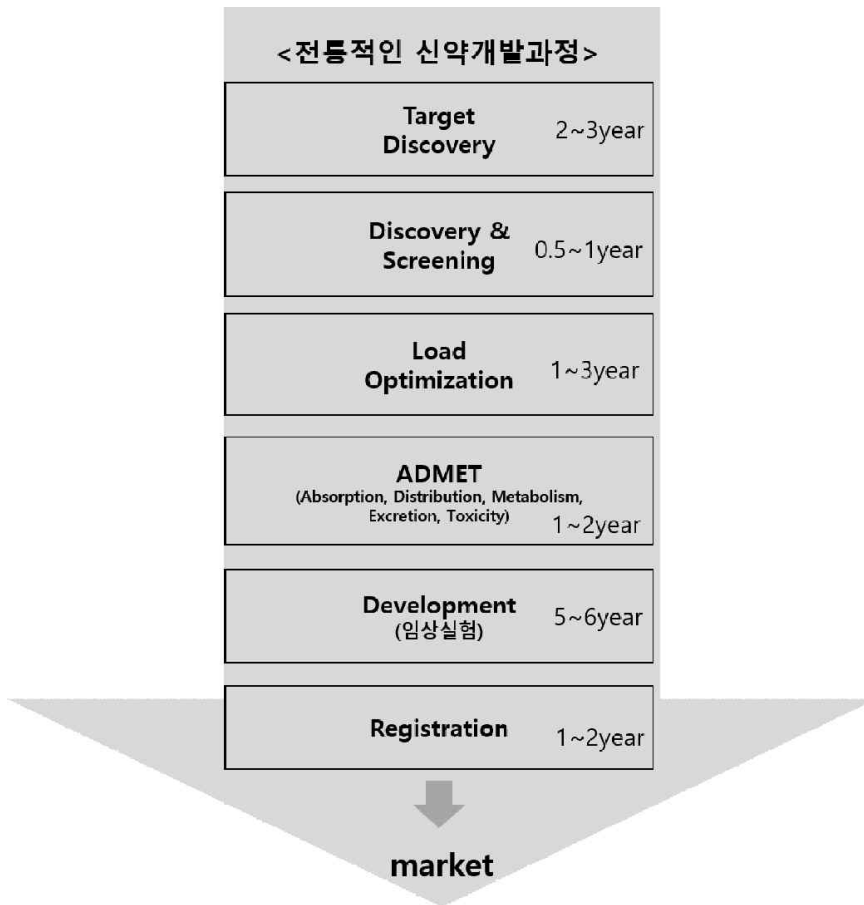 <전통적인 신약개발과정>
Target
Discovery
2~3year
Discovery &
Screening
0.5~1year
Load
Optimization
1~3year
ADMET
(Absorption, Distribution, Metabolism,
Excretion, Toxicity)
1~2year
Development
(임상실험)
5~6year
Registration
1~2year
market